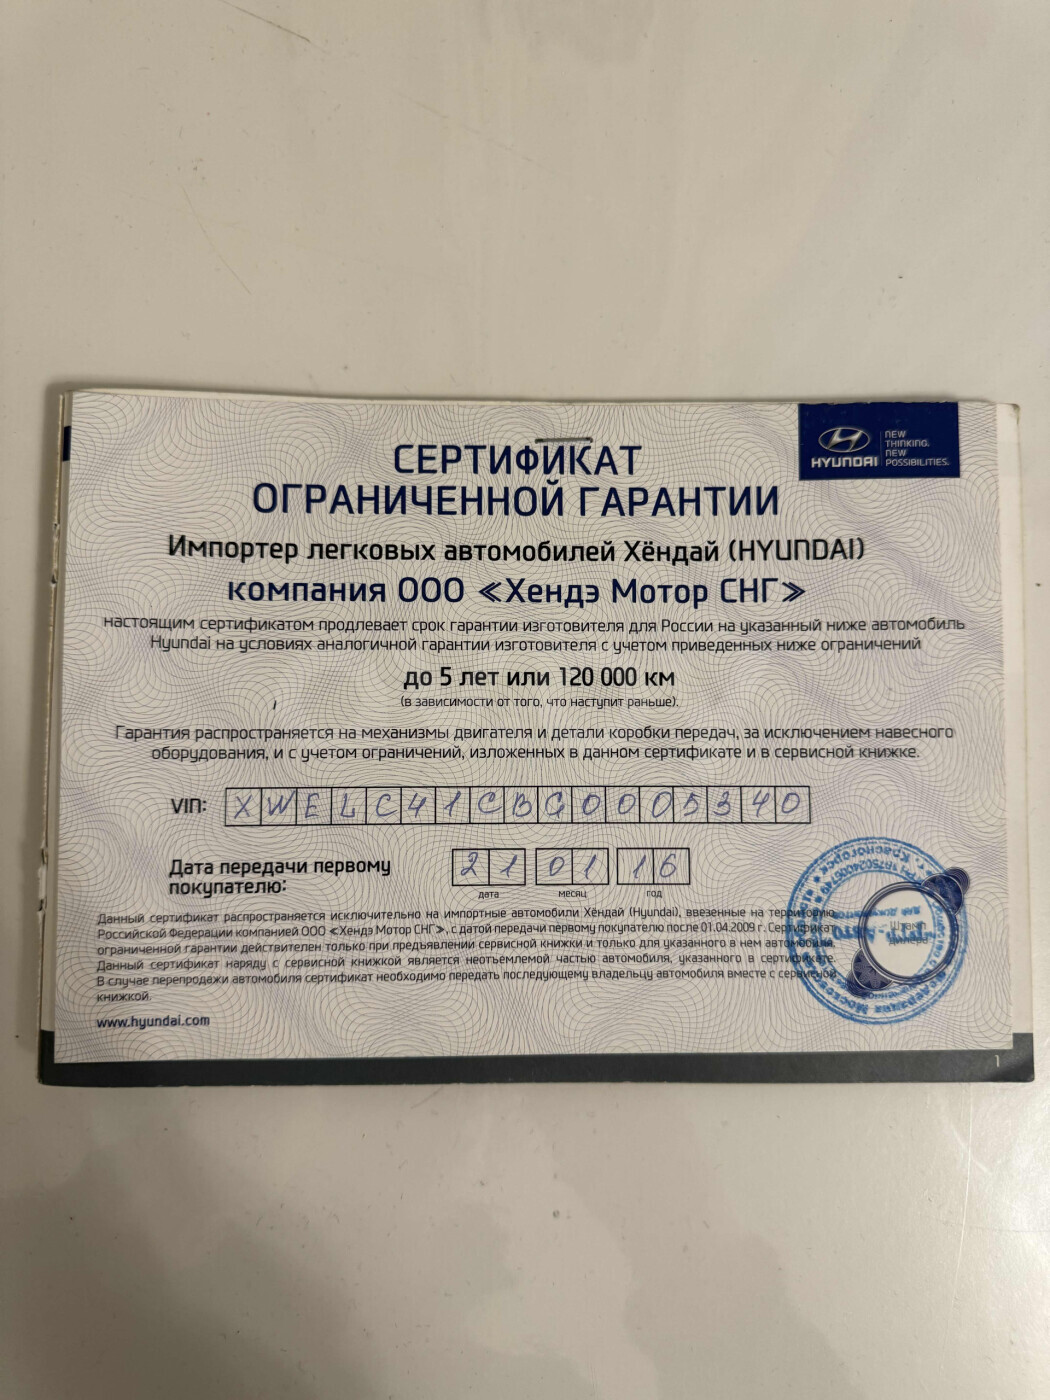 HYUNDAI
NEW
THINKING.
NEW
POSSIBILITIES.
СЕРТИФИКАТ
ОГРАНИЧЕННОЙ ГАРАНТИИ
Импортер легковых автомобилей Хёндай (HYUNDAI)
компания ООО «Хендэ Мотор СНГ»
настоящим сертификатом продлевает срок гарантии изготовителя для России на указанный ниже автомобиль
Hyundai на условиях аналогичной гарантии изготовителя с учетом приведенных ниже ограничений
до 5 лет или 120 000 км
(в зависимости от того, что наступит раньше).
Гарантия распространяется на механизмы двигателя и детали коробки передач, за исключением навесного
оборудования, и с учетом ограничений, изложенных в данном сертификате и в сервисной книжке.
VIN: XWELC41CBG0005340
Дата передачи первому
покупателю:
21 01 16
дата месяц год
Данный сертификат распространяется исключительно на импортные автомобили Хёндай (Hyundai), ввезенные на территорию
Российской Федерации компанией ООО «Хендэ Мотор СНГ», с датой передачи первому покупателю после 01.04.2009 г. Сертификат
ограниченной гарантии действителен только при предъявлении сервисной книжки и только для указанного в нем автомобиля.
Данный сертификат наряду с сервисной книжкой является неотъемлемой частью автомобиля, указанного в сертификате.
В случае перепродажи автомобиля сертификат необходимо передать последующему владельцу автомобиля вместе с сервисной
книжкой.
www.hyundai.com
Штамп
дилера
г. Красногорск
для документов
1